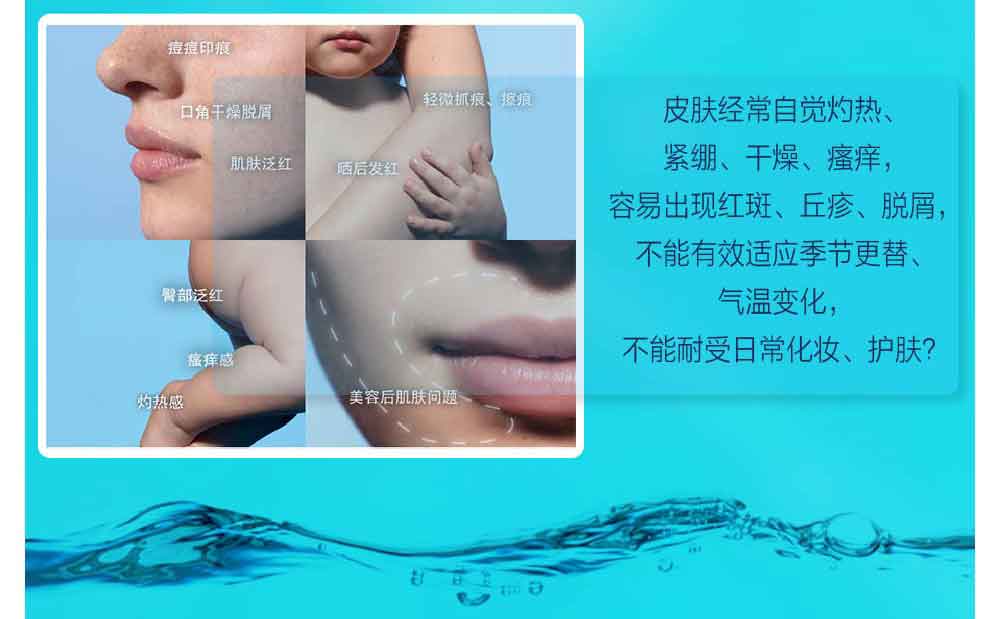 痘痘印痕
口角干燥脱屑
肌肤泛红
轻微抓痕、擦痕
晒后发红
臀部泛红
瘙痒感
灼热感
美容后肌肤问题
皮肤经常自觉灼热、
紧绷、干燥、瘙痒，
容易出现红斑、丘疹、脱屑，
不能有效适应季节更替、
气温变化，
不能耐受日常化妆、护肤?